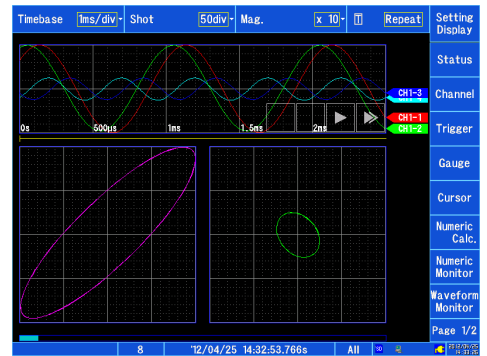 Timebase 1ms/div Shot 50div Mag. x 10 T Repeat
Setting
Display
Status
Channel
Trigger
Gauge
Cursor
Numeric
Calc.
Numeric
Monitor
Waveform
Monitor
Page 1/2
CH1-3
CH1-1
CH1-2
0s 500µs 1ms 1.5ms 2ms
8 '12/04/25 14:32:53.766s All SD